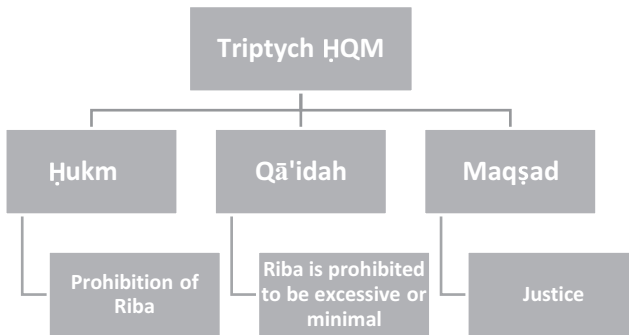 Triptych ḤQM
Ḥukm
Qā'idah
Maqṣad
Prohibition of
Riba
Riba is prohibited
to be excessive or
minimal
Justice